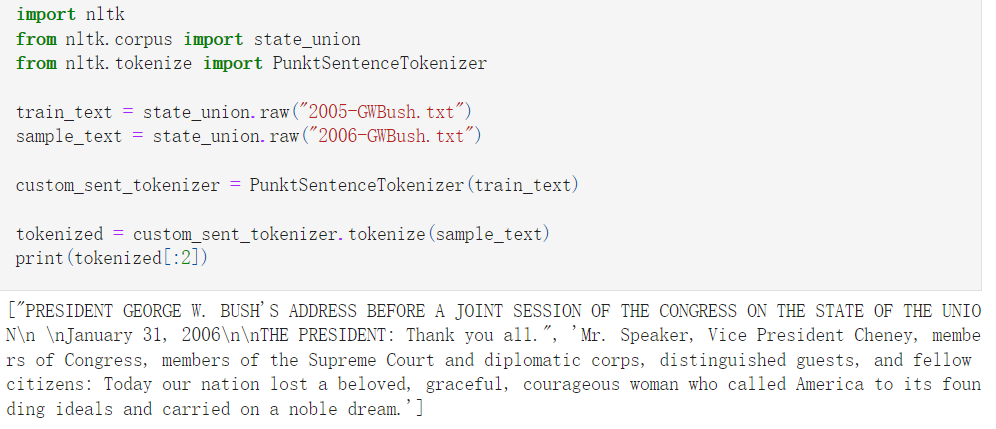 import nltk
from nltk.corpus import state_union
from nltk.tokenize import PunktSentenceTokenizer
train_text = state_union.raw("2005-GWBush.txt")
sample_text = state_union.raw("2006-GWBush.txt")
custom_sent_tokenizer = PunktSentenceTokenizer(train_text)
tokenized = custom_sent_tokenizer.tokenize(sample_text)
print(tokenized[:2])
["PRESIDENT GEORGE W. BUSH'S ADDRESS BEFORE A JOINT SESSION OF THE CONGRESS ON THE STATE OF THE UNIO
N\n \nJanuary 31, 2006\n\nTHE PRESIDENT: Thank you all.", 'Mr. Speaker, Vice President Cheney, membe
rs of Congress, members of the Supreme Court and diplomatic corps, distinguished guests, and fellow
citizens: Today our nation lost a beloved, graceful, courageous woman who called America to its foun
ding ideals and carried on a noble dream.']